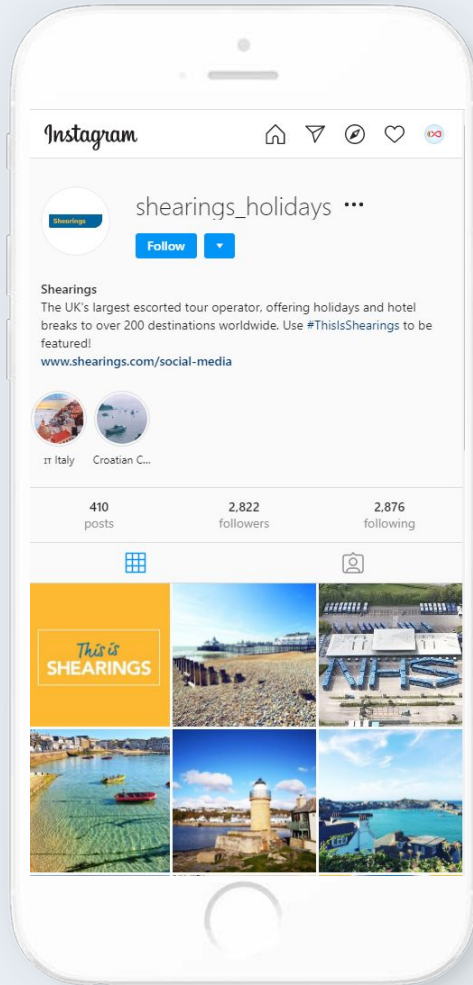 Instagram
Shearings
shearings_holidays •••
Follow
Shearings
The UK's largest escorted tour operator, offering holidays and hotel
breaks to over 200 destinations worldwide. Use #ThisIsShearings to be
featured!
www.shearings.com/social-media
IT Italy
Croatian C...
410
posts
2,822
followers
2,876
following
This is
SHEARINGS
NHS